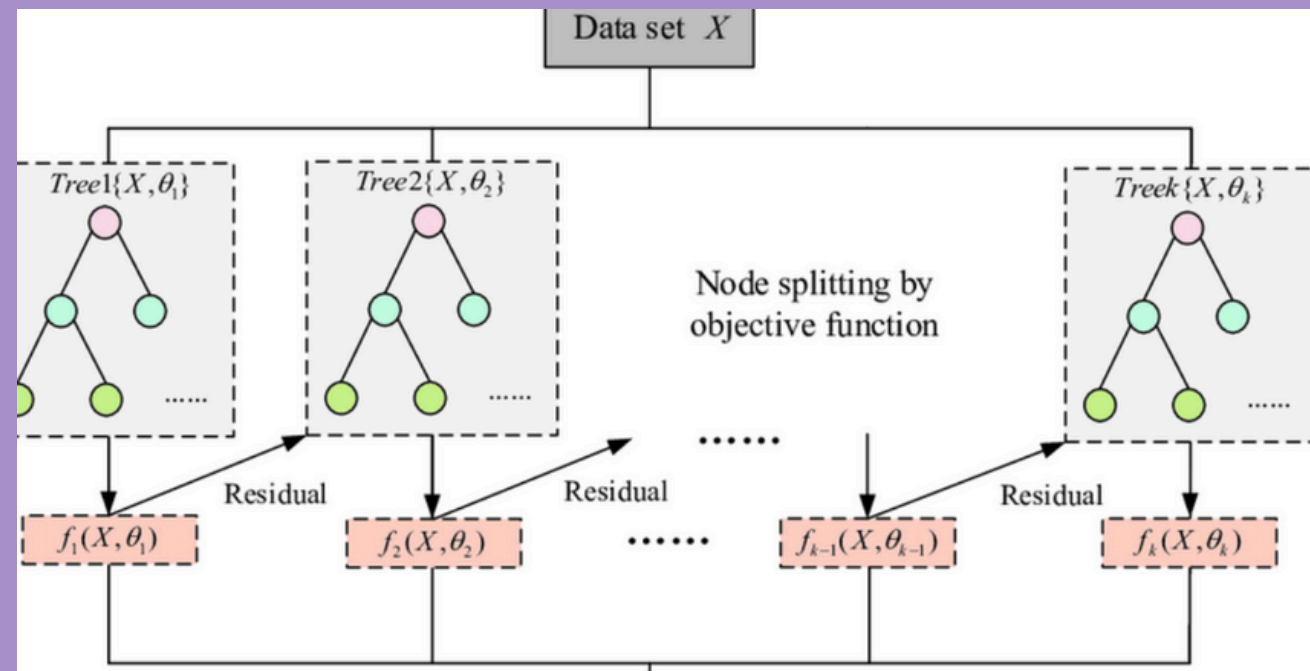 Data set X
Tree1{X,θ₁}
Tree2{X,θ₂}
Treek{X,θₖ}
Node splitting by
objective function
......
......
......
......
Residual
Residual
Residual
f₁(X,θ₁)
f₂(X,θ₂)
......
fₖ₋₁(X,θₖ₋₁)
fₖ(X,θₖ)